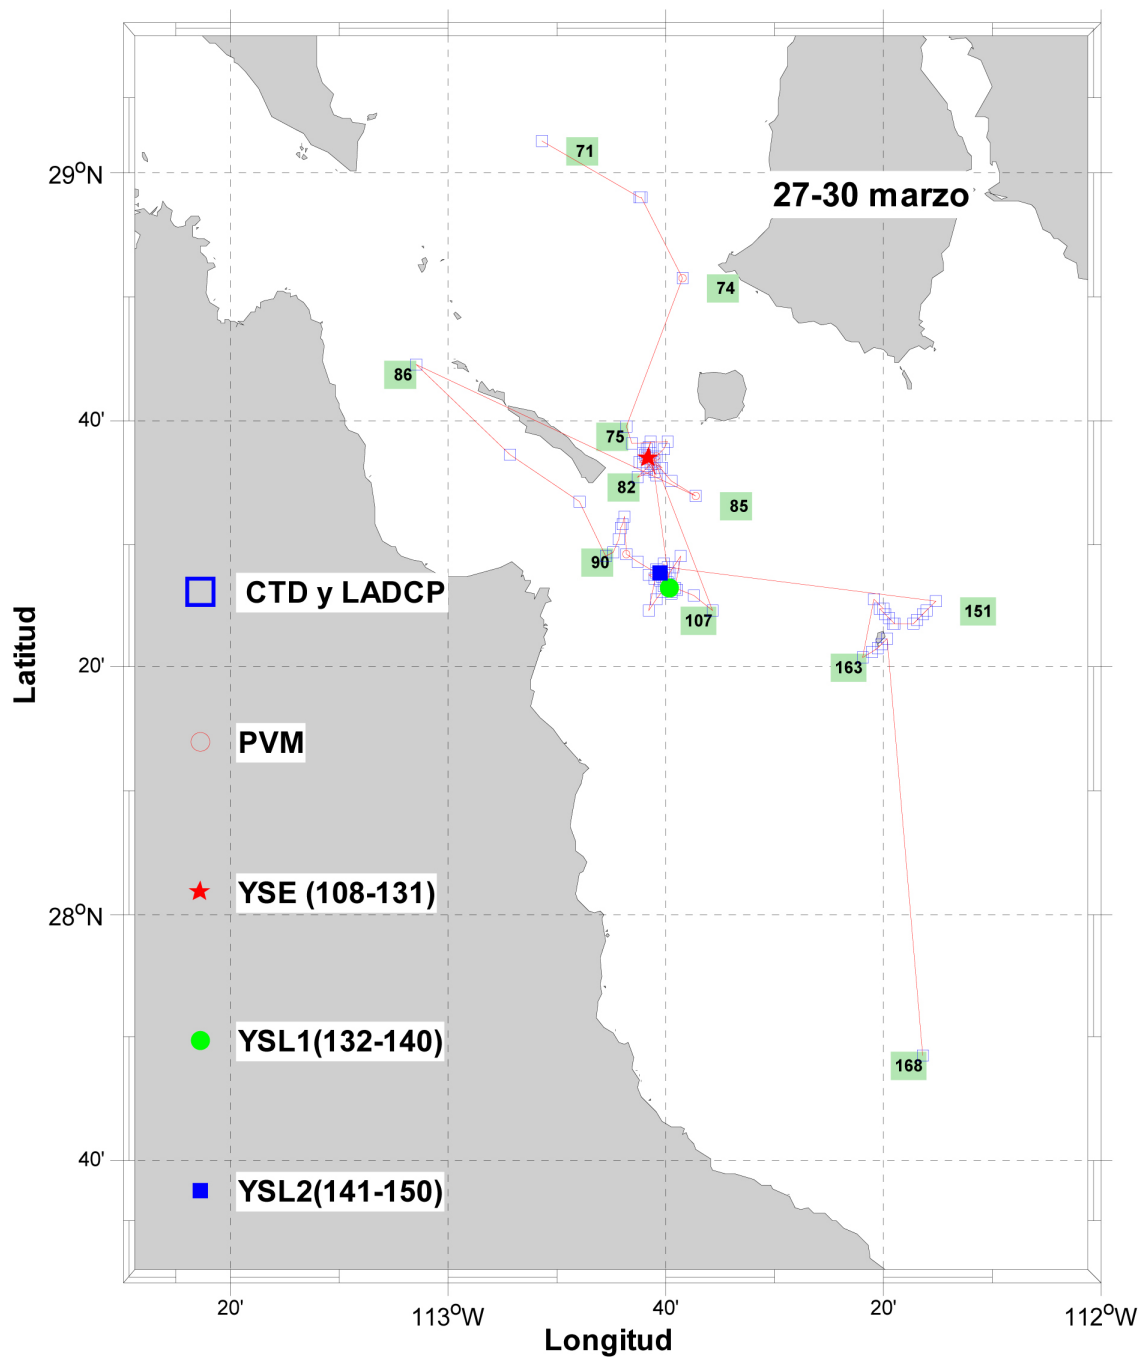 71
29°N
27-30 marzo
74
86
40'
75
82
85
90
CTD y LADCP
151
107
163
20'
Latitud
PVM
YSE (108-131)
28°N
YSL1(132-140)
168
40'
YSL2(141-150)
20'
113°W
40'
20'
112°W
Longitud